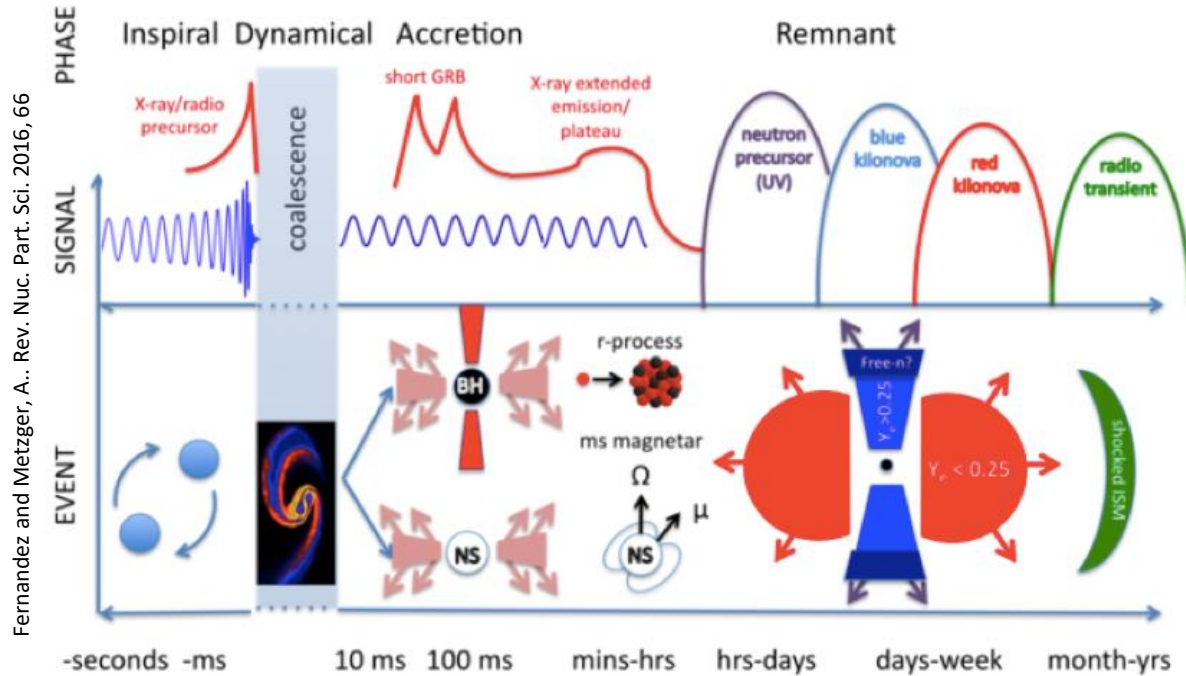 Fernandez and Metzger, A.. Rev. Nuc. Part. Sci. 2016, 66
PHASE
Inspiral Dynamical Accretion Remnant
SIGNAL
X-ray/radio
precursor
coalescence
short GRB
X-ray extended
emission/
plateau
neutron
precursor
(UV)
blue
kilonova
red
kilonova
radio
transient
EVENT
BH
NS
r-process
ms magnetar
Ω
μ
NS
Free-n?
Yₑ>0.25
Yₑ < 0.25
shocked ISM
-seconds -ms 10 ms 100 ms mins-hrs hrs-days days-week month-yrs